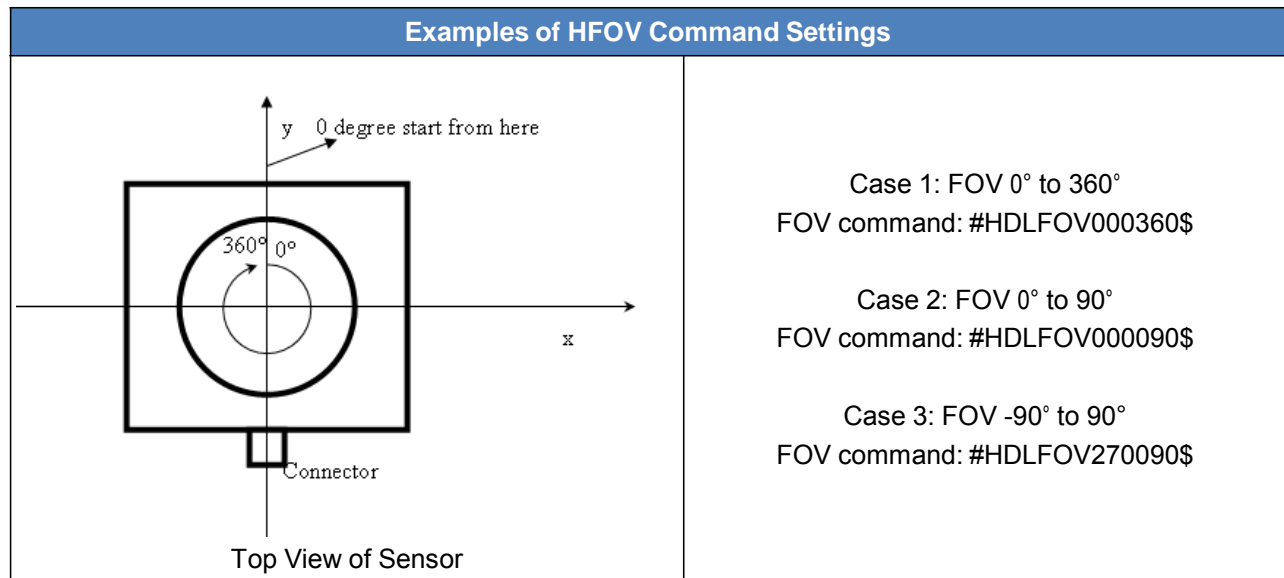 Examples of HFOV Command Settings
y 0 degree start from here
360° 0°
x
Connector
Top View of Sensor
Case 1: FOV 0° to 360°
FOV command: #HDLFOV000360$
Case 2: FOV 0° to 90°
FOV command: #HDLFOV000090$
Case 3: FOV -90° to 90°
FOV command: #HDLFOV270090$